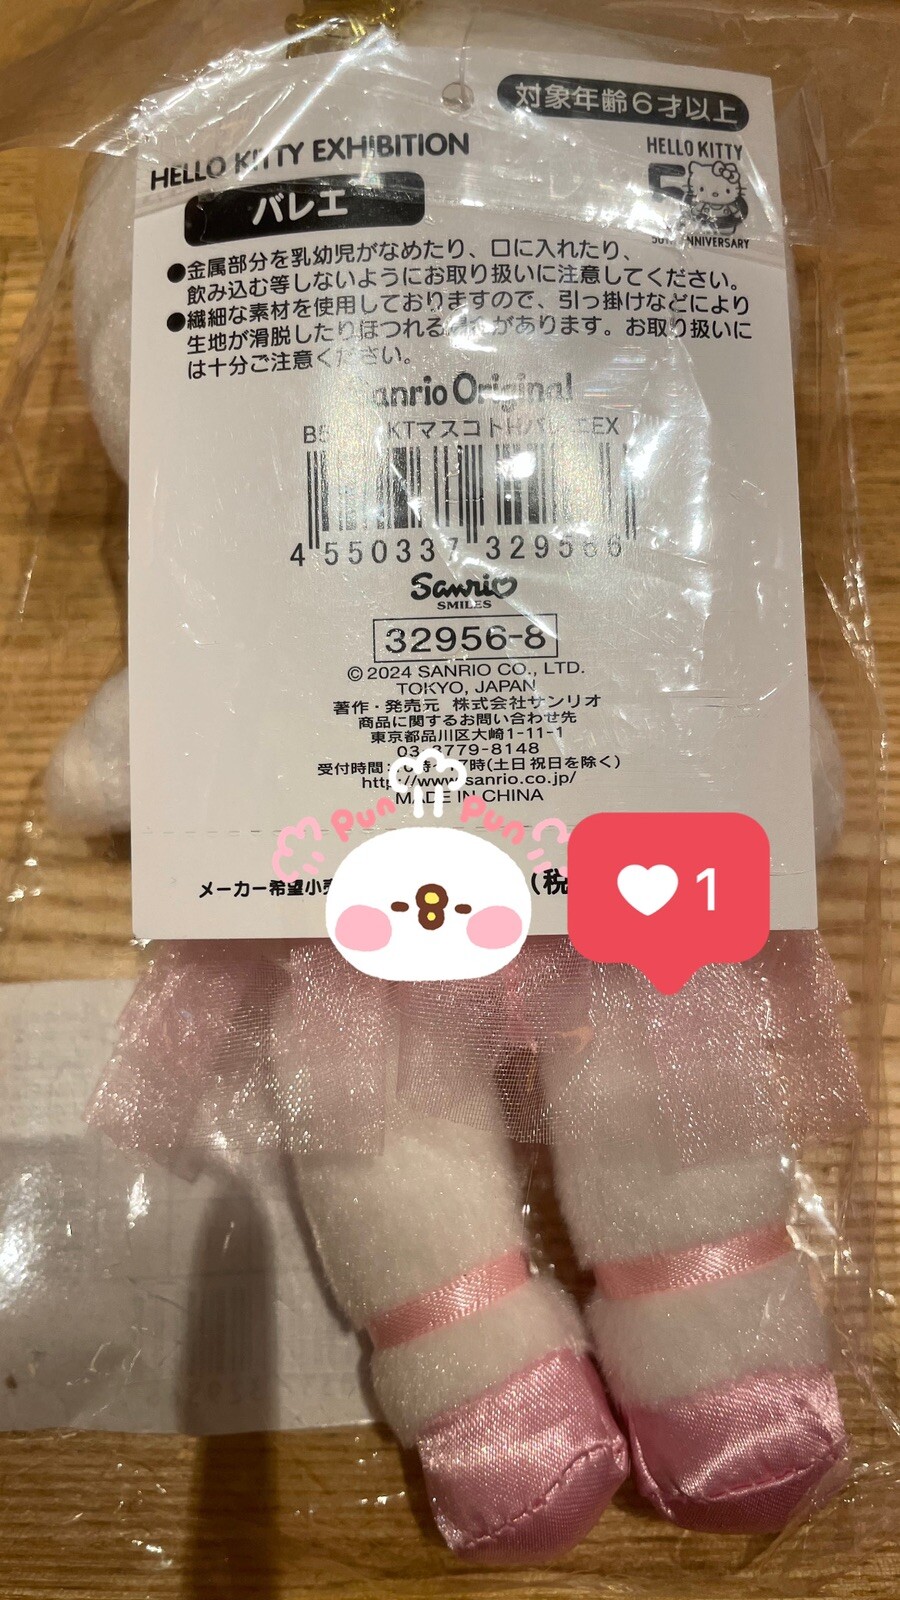 対象年齢6才以上
HELLO KITTY EXHIBITION
HELLO KITTY
バレエ
50TH ANNIVERSARY
●金属部分を乳幼児がなめたり、口に入れたり、
飲み込む等しないようにお取り扱いに注意してください。
●繊細な素材を使用しておりますので、引っ掛けなどにより
生地が滑脱したりほつれる があります。お取り扱いに
は十分ご注意ください。
Sanrio Original
KTマスコトHバレエEX
4 550337 329566
Sanrio
SMILES
32956-8
© 2024 SANRIO CO., LTD.
TOKYO, JAPAN
著作・発売元 株式会社サンリオ
商品に関するお問い合わせ先
東京都品川区大崎1-11-1
03-3779-8148
受付時間: 17時(土日祝日を除く)
http://www.sanrio.co.jp/
MADE IN CHINA
Pun Pun
メーカー希望小売 (税
1